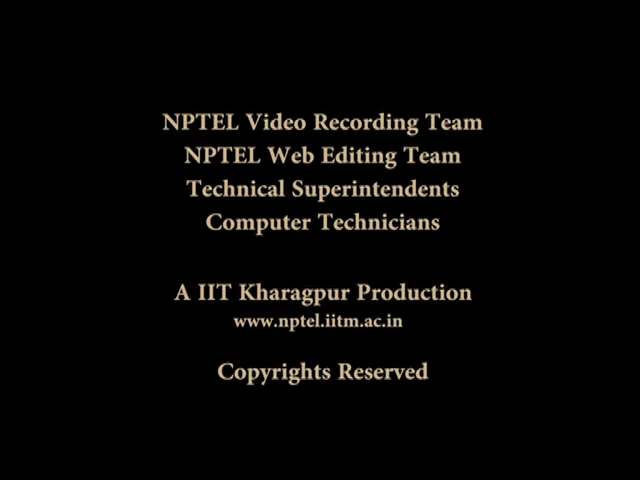 NPTEL Video Recording Team
NPTEL Web Editing Team
Technical Superintendents
Computer Technicians
A IIT Kharagpur Production
www.nptel.iitm.ac.in
Copyrights Reserved